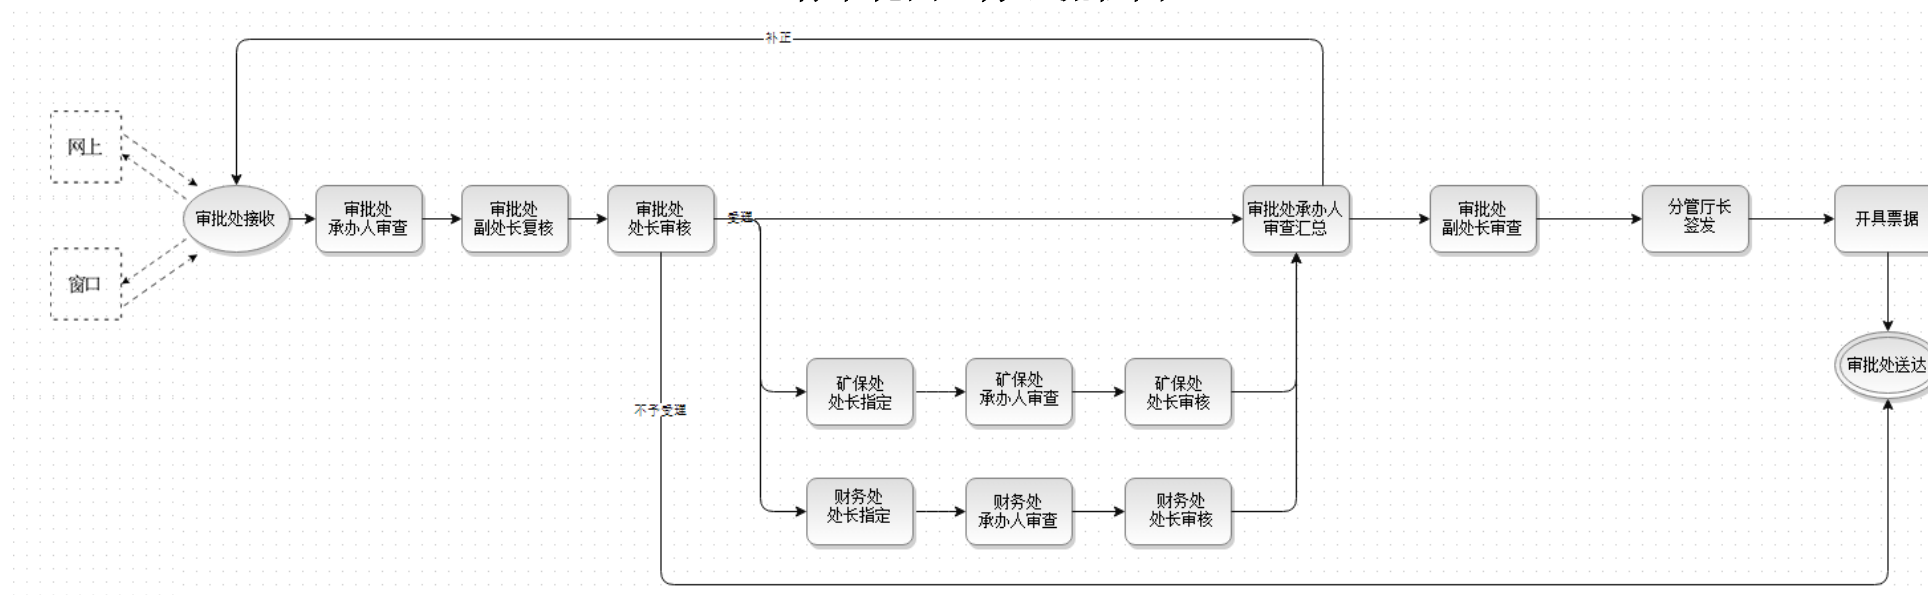 补正
网上
审批处接收
审批处
承办人审查
审批处
副处长复核
审批处
处长审核
受理
审批处承办人
审查汇总
审批处
副处长审查
分管厅长
签发
开具票据
窗口
矿保处
处长指定
矿保处
承办人审查
矿保处
处长审核
审批处送达
不予受理
财务处
处长指定
财务处
承办人审查
财务处
处长审核